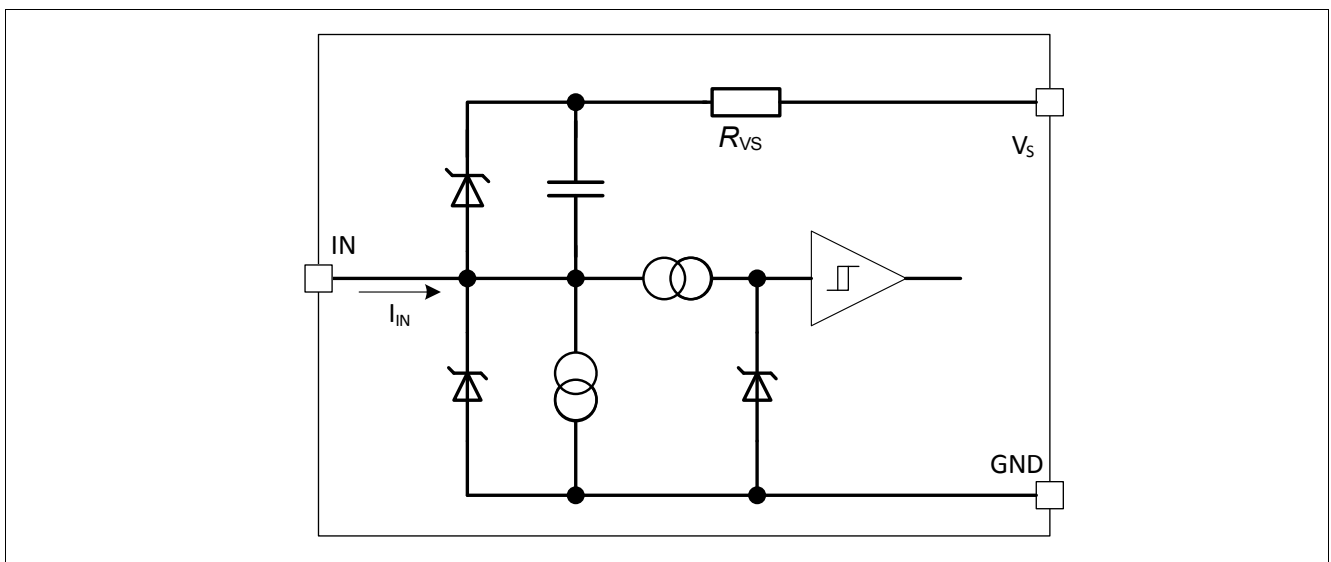 R_VS
V_S
IN
I_IN
GND